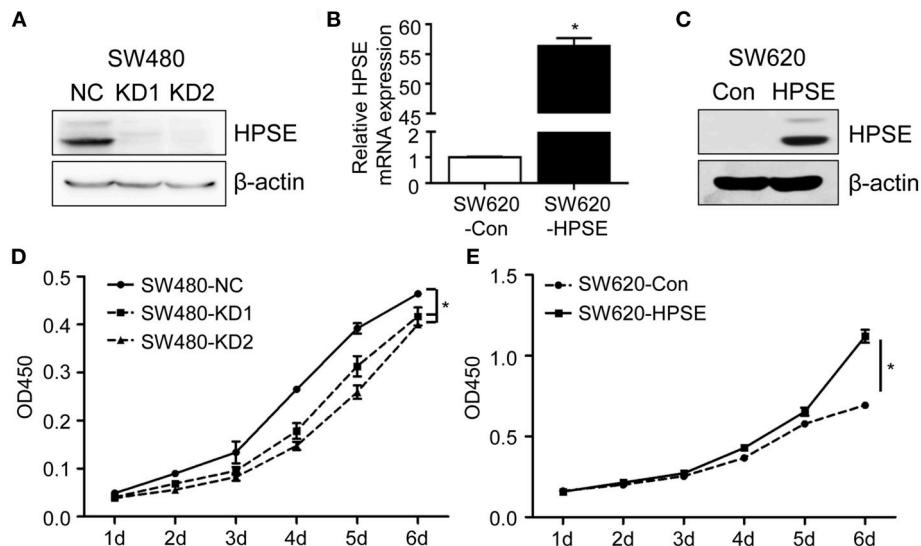 A
SW480
NC KD1 KD2
HPSE
β-actin
B
Relative HPSE
mRNA expression
60
55
50
45
2
1
0
*
SW620
-Con
SW620
-HPSE
C
SW620
Con HPSE
HPSE
β-actin
D
OD450
0.5
0.4
0.3
0.2
0.1
0.0
SW480-NC
SW480-KD1
SW480-KD2
*
1d 2d 3d 4d 5d 6d
E
OD450
1.5
1.0
0.5
0.0
SW620-Con
SW620-HPSE
*
1d 2d 3d 4d 5d 6d